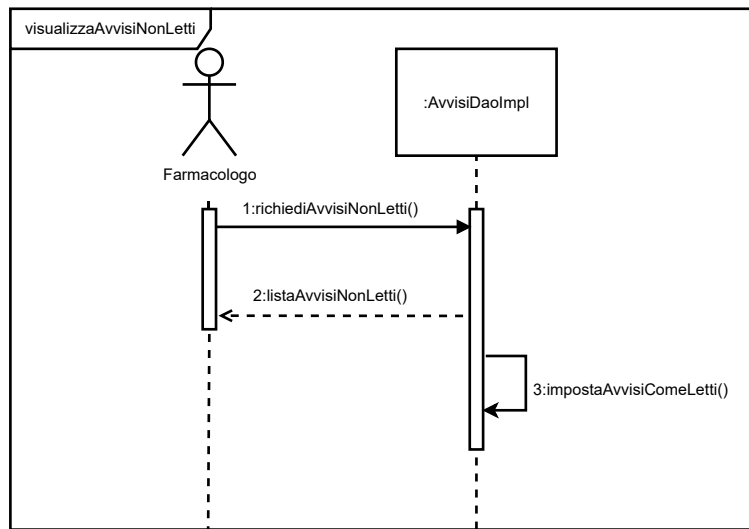 visualizzaAvvisiNonLetti
:AvvisiDaoImpl
Farmacologo
1:richiediAvvisiNonLetti()
2:listaAvvisiNonLetti()
3:impostaAvvisiComeLetti()